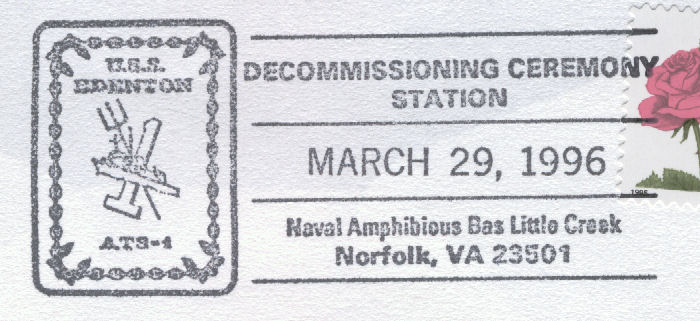 U.S.S.
EDENTON
ATS-1
DECOMMISSIONING CEREMONY
STATION
MARCH 29, 1996
Naval Amphibious Bas Little Creek
Norfolk, VA 23501
1995